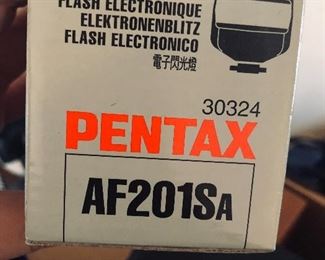 FLASH ELECTRONIQUE
ELEKTRONENBLITZ
FLASH ELECTRONICO
電子閃光燈
30324
PENTAX
AF201SA